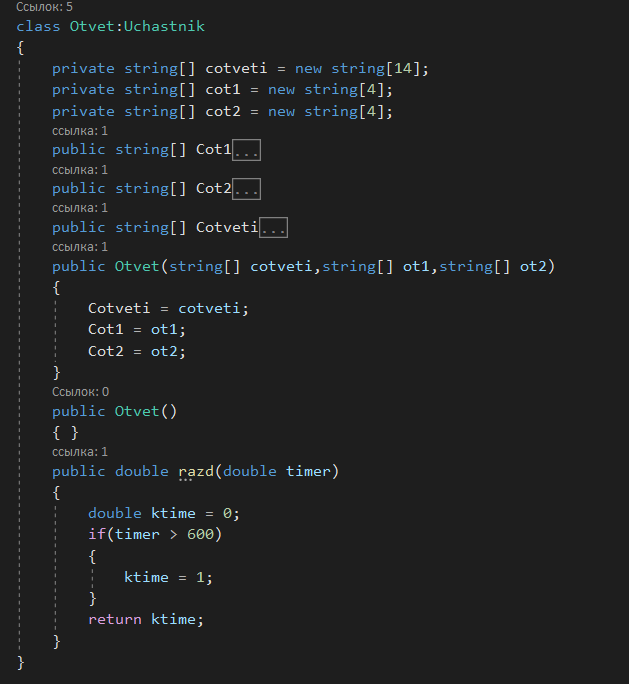 Ссылок: 5
class Otvet:Uchastnik
{
private string[] cotveti = new string[14];
private string[] cot1 = new string[4];
private string[] cot2 = new string[4];
ссылка: 1
public string[] Cot1...
ссылка: 1
public string[] Cot2...
ссылка: 1
public string[] Cotveti...
ссылка: 1
public Otvet(string[] cotveti,string[] ot1,string[] ot2)
{
Cotveti = cotveti;
Cot1 = ot1;
Cot2 = ot2;
}
Ссылок: 0
public Otvet()
{ }
ссылка: 1
public double razd(double timer)
{
double ktime = 0;
if(timer > 600)
{
ktime = 1;
}
return ktime;
}
}